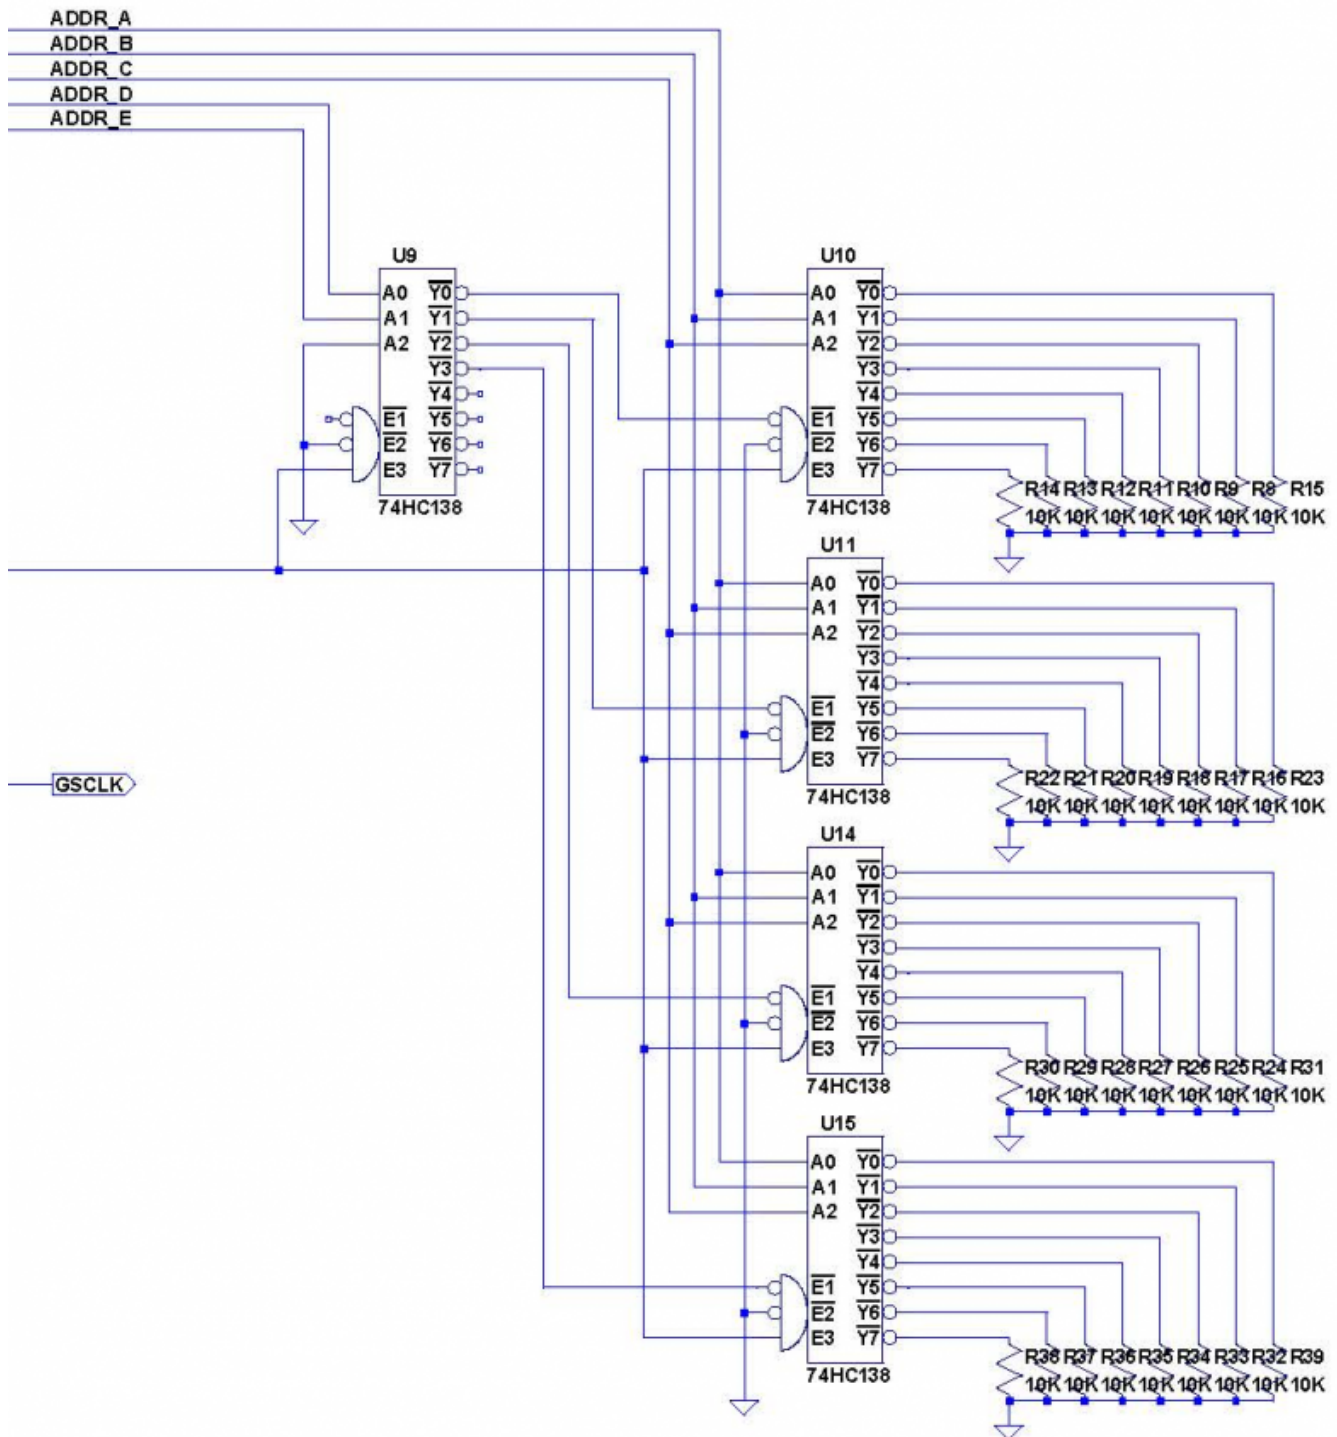 ADDR_A
ADDR_B
ADDR_C
ADDR_D
ADDR_E
U9
A0 Y0
A1 Y1
A2 Y2
Y3
Y4
E1 Y5
E2 Y6
E3 Y7
74HC138
U10
A0 Y0
A1 Y1
A2 Y2
Y3
Y4
E1 Y5
E2 Y6
E3 Y7
74HC138
R14 R13 R12 R11 R10 R9 R8 R15
10K 10K 10K 10K 10K 10K 10K 10K
U11
A0 Y0
A1 Y1
A2 Y2
Y3
Y4
E1 Y5
E2 Y6
E3 Y7
74HC138
R22 R21 R20 R19 R18 R17 R16 R23
10K 10K 10K 10K 10K 10K 10K 10K
GSCLK
U14
A0 Y0
A1 Y1
A2 Y2
Y3
Y4
E1 Y5
E2 Y6
E3 Y7
74HC138
R30 R29 R28 R27 R26 R25 R24 R31
10K 10K 10K 10K 10K 10K 10K 10K
U15
A0 Y0
A1 Y1
A2 Y2
Y3
Y4
E1 Y5
E2 Y6
E3 Y7
74HC138
R38 R37 R36 R35 R34 R33 R32 R39
10K 10K 10K 10K 10K 10K 10K 10K